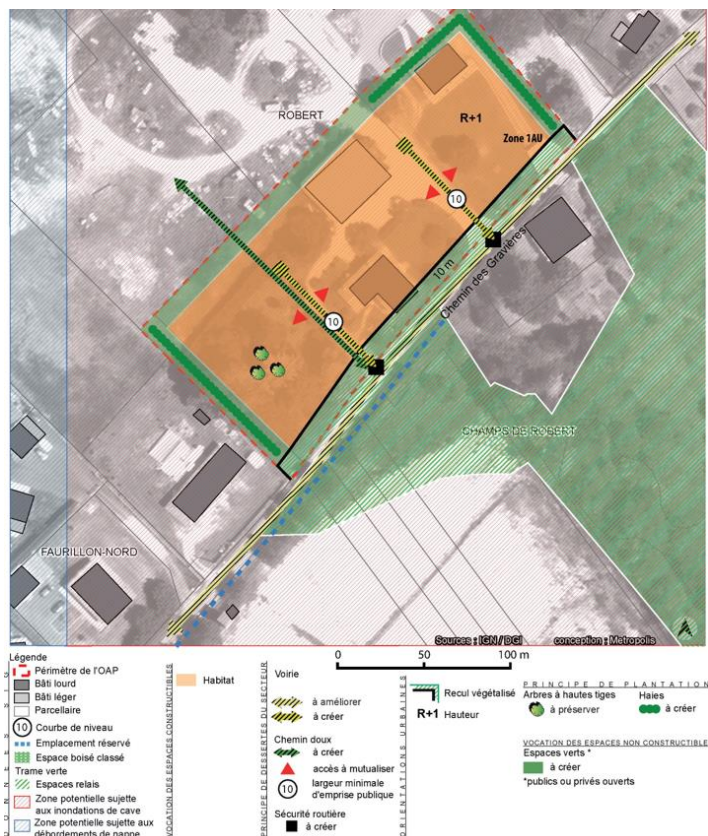 ROBERT
R+1
Zone 1AU
10
10 m
Chemin des Gravières
10
CHAMPS DE ROBERT
FAURILLON-NORD
Sources : IGN / DGI conception : Metropolis
0 50 100 m
Légende
Périmètre de l'OAP
Bâti lourd
Bâti léger
Parcellaire
10 Courbe de niveau
Emplacement réservé
Espace boisé classé
Trame verte
Espaces relais
Zone potentielle sujette
aux inondations de cave
Zone potentielle sujette aux
débordements de nappe
VOCATION DES ESPACES CONSTRUCTIBLES
Habitat
PRINCIPE DE DESSERTES DU SECTEUR
Voirie
à améliorer
à créer
Chemin doux
à créer
accès à mutualiser
10 largeur minimale
d'emprise publique
Sécurité routière
à créer
ORIENTATIONS URBAINES
Recul végétalisé
R+1 Hauteur
PRINCIPE DE PLANTATION
Arbres à hautes tiges
à préserver
Haies
à créer
VOCATION DES ESPACES NON CONSTRUCTIBLE
Espaces verts *
à créer
*publics ou privés ouverts